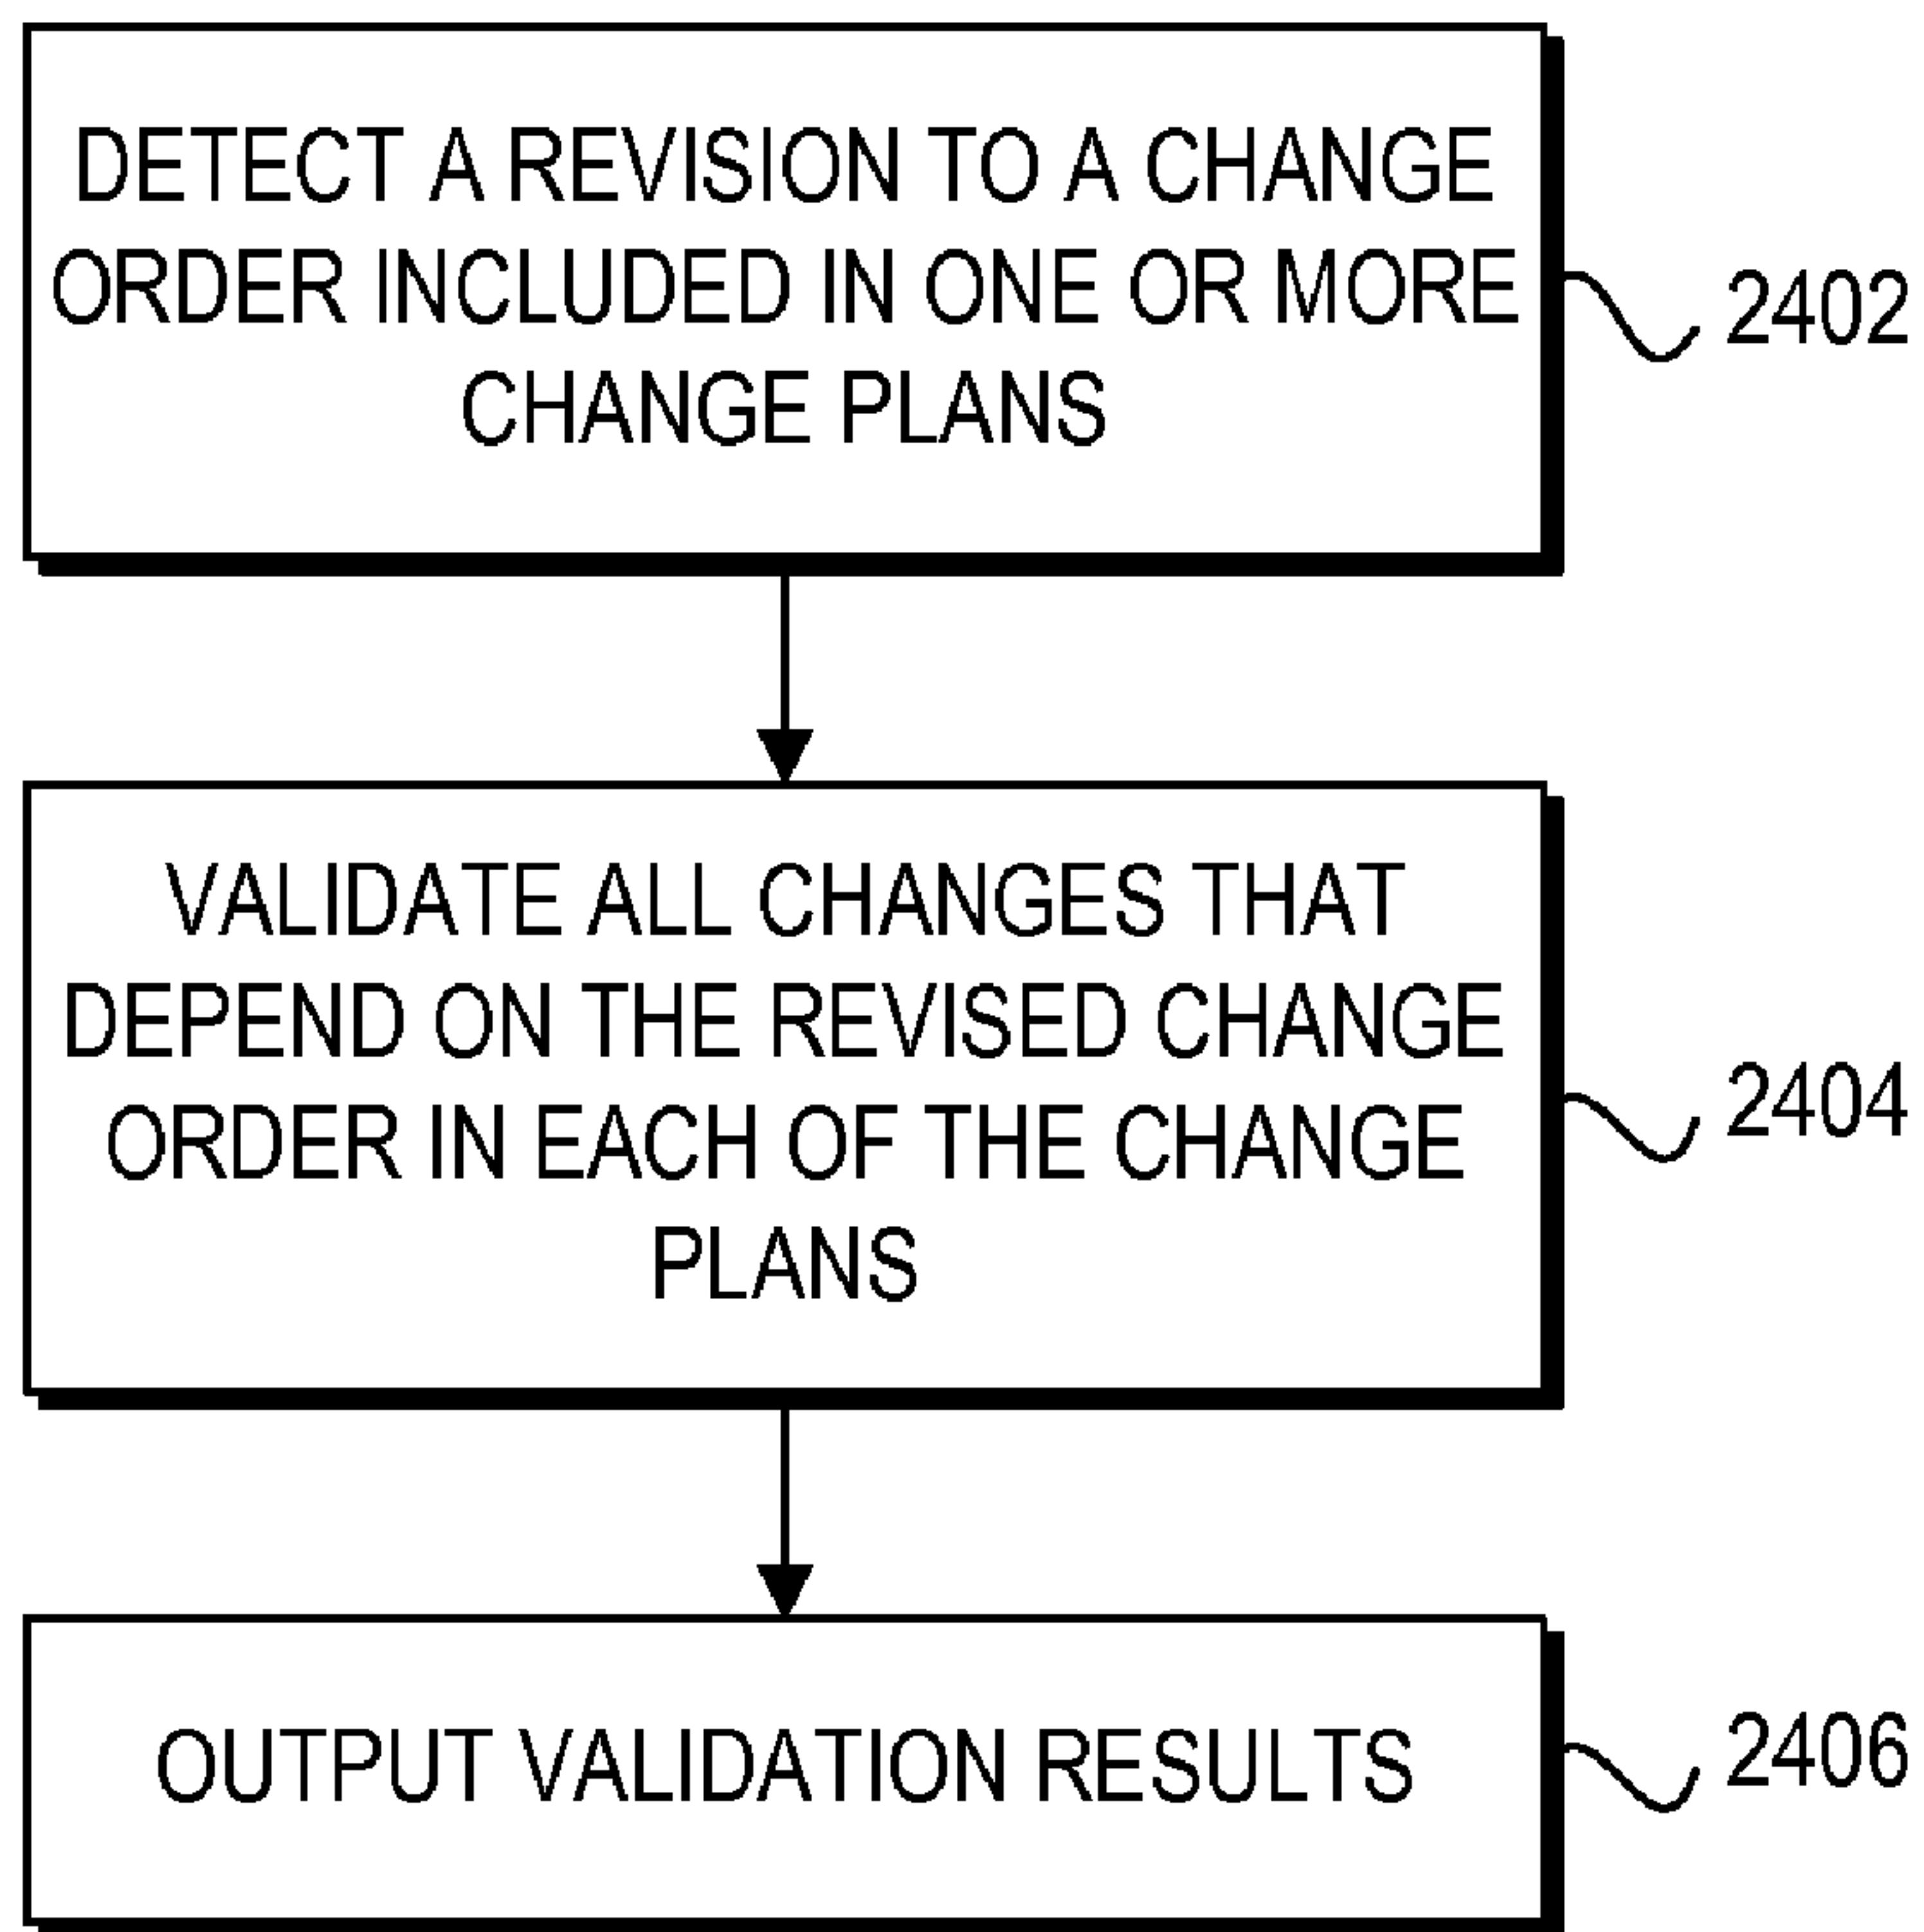 DETECT A REVISION TO A CHANGE
ORDER INCLUDED IN ONE OR MORE
CHANGE PLANS
2402
VALIDATE ALL CHANGES THAT
DEPEND ON THE REVISED CHANGE
ORDER IN EACH OF THE CHANGE
PLANS
2404
OUTPUT VALIDATION RESULTS
2406